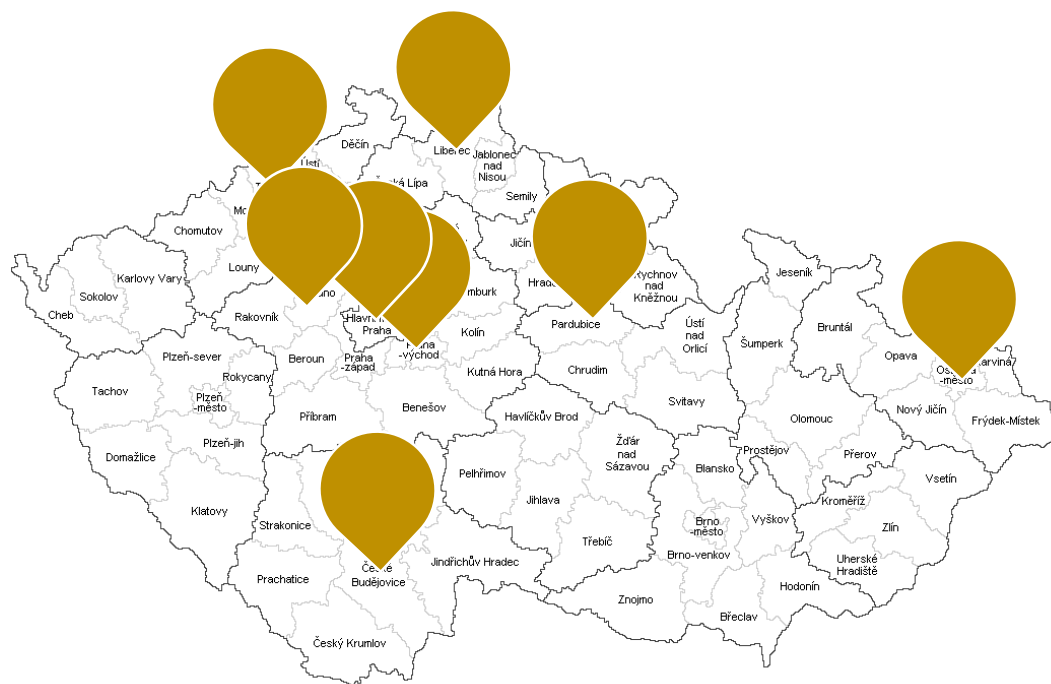 Děčín
Ústí
Liberec
Jablonec
nad
Nisou
Semily
Chomutov
Louny
Karlovy Vary
Sokolov
Cheb
Jičín
Rychnov
nad
Kněžnou
Jeseník
Bruntál
Opava
Rakovník
Praha
Kolín
Pardubice
Ústí
nad
Orlicí
Šumperk
-město
Plzeň-sever
Beroun
Praha
-západ
-východ
Rokycany
Kutná Hora
Chrudim
Tachov
Plzeň
-město
Příbram
Benešov
Havlíčkův Brod
Svitavy
Olomouc
Nový Jičín
Frýdek-Místek
Domažlice
Plzeň-jih
Pelhřimov
Žďár
nad
Sázavou
Prostějov
Přerov
Blansko
Vsetín
Klatovy
Strakonice
Jihlava
Kroměříž
Brno
-město
Vyškov
Zlín
Třebíč
Brno-venkov
Uherské
Hradiště
Prachatice
Budějovice
Jindřichův Hradec
Hodonín
Znojmo
Břeclav
Český Krumlov